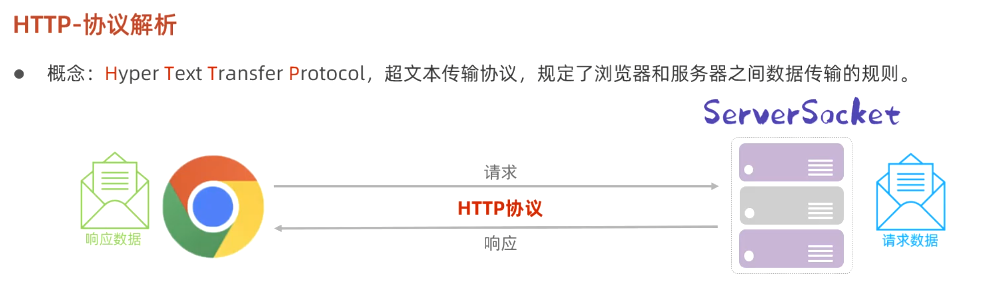 HTTP-协议解析
● 概念：Hyper Text Transfer Protocol，超文本传输协议，规定了浏览器和服务器之间数据传输的规则。
ServerSocket
请求
HTTP协议
响应
响应数据
请求数据